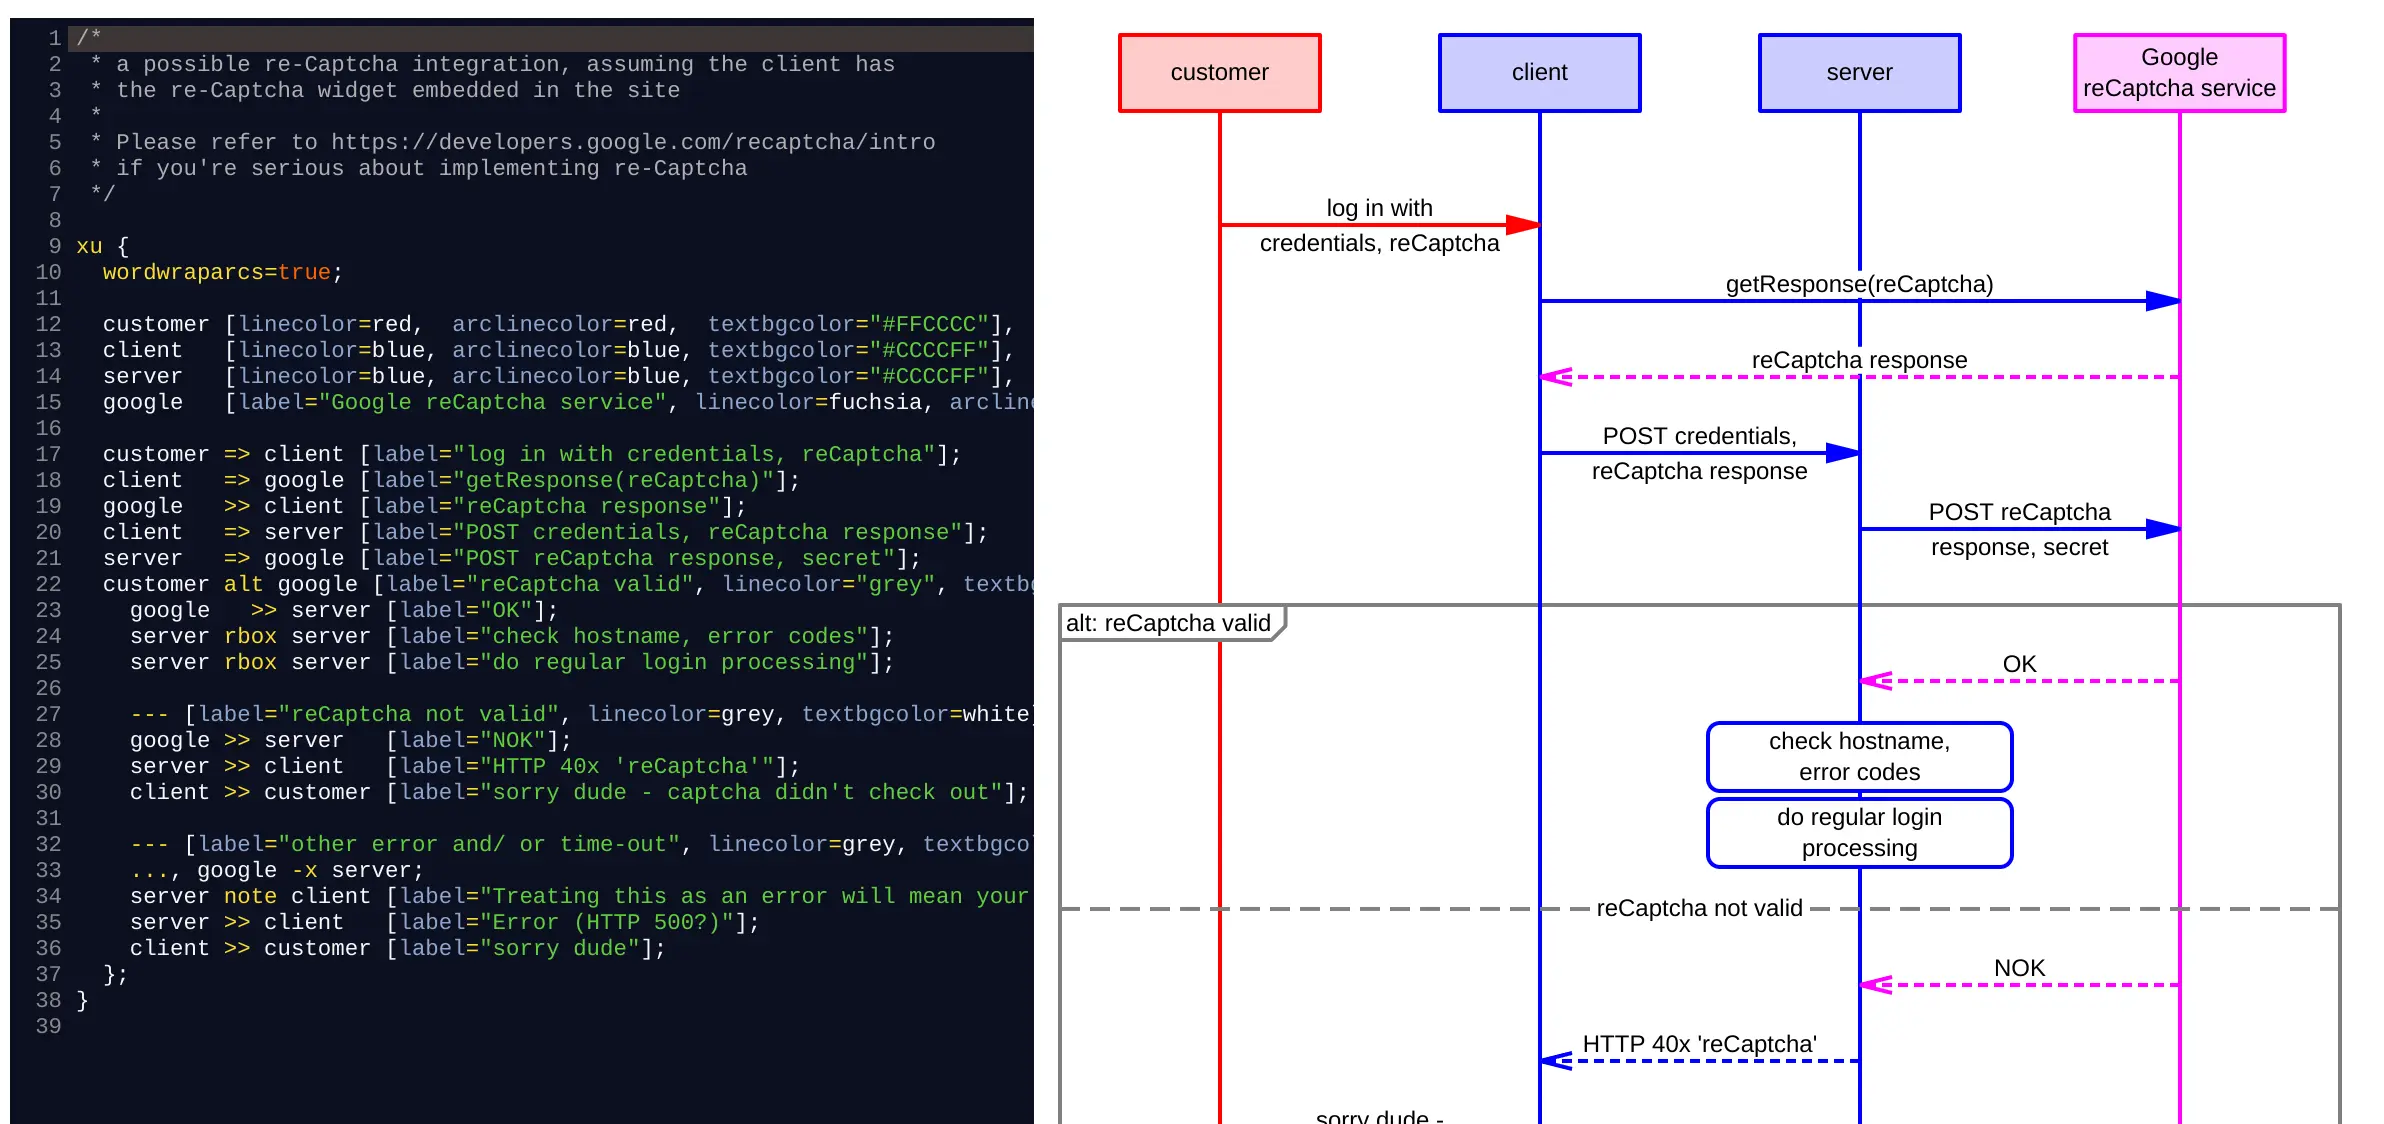 1 /*
2  * a possible re-Captcha integration, assuming the client has
3  * the re-Captcha widget embedded in the site
4  *
5  * Please refer to https://developers.google.com/recaptcha/intro
6  * if you're serious about implementing re-Captcha
7  */
8
9 xu {
10   wordwraparcs=true;
11
12   customer [linecolor=red,  arclinecolor=red,  textbgcolor="#FFCCCC"],
13   client   [linecolor=blue, arclinecolor=blue, textbgcolor="#CCCCFF"],
14   server   [linecolor=blue, arclinecolor=blue, textbgcolor="#CCCCFF"],
15   google   [label="Google reCaptcha service", linecolor=fuchsia, arcline
16
17   customer => client [label="log in with credentials, reCaptcha"];
18   client   => google [label="getResponse(reCaptcha)"];
19   google   >> client [label="reCaptcha response"];
20   client   => server [label="POST credentials, reCaptcha response"];
21   server   => google [label="POST reCaptcha response, secret"];
22   customer alt google [label="reCaptcha valid", linecolor="grey", textbg
23     google   >> server [label="OK"];
24     server rbox server [label="check hostname, error codes"];
25     server rbox server [label="do regular login processing"];
26
27     --- [label="reCaptcha not valid", linecolor=grey, textbgcolor=white]
28     google >> server   [label="NOK"];
29     server >> client   [label="HTTP 40x 'reCaptcha'"];
30     client >> customer [label="sorry dude - captcha didn't check out"];
31
32     --- [label="other error and/ or time-out", linecolor=grey, textbgco
33     ..., google -x server;
34     server note client [label="Treating this as an error will mean your
35     server >> client   [label="Error (HTTP 500?)"];
36     client >> customer [label="sorry dude"];
37   };
38 }
39
customer
client
server
Google
reCaptcha service
log in with
credentials, reCaptcha
getResponse(reCaptcha)
reCaptcha response
POST credentials,
reCaptcha response
POST reCaptcha
response, secret
alt: reCaptcha valid
OK
check hostname,
error codes
do regular login
processing
reCaptcha not valid
NOK
HTTP 40x 'reCaptcha'
sorry dude -